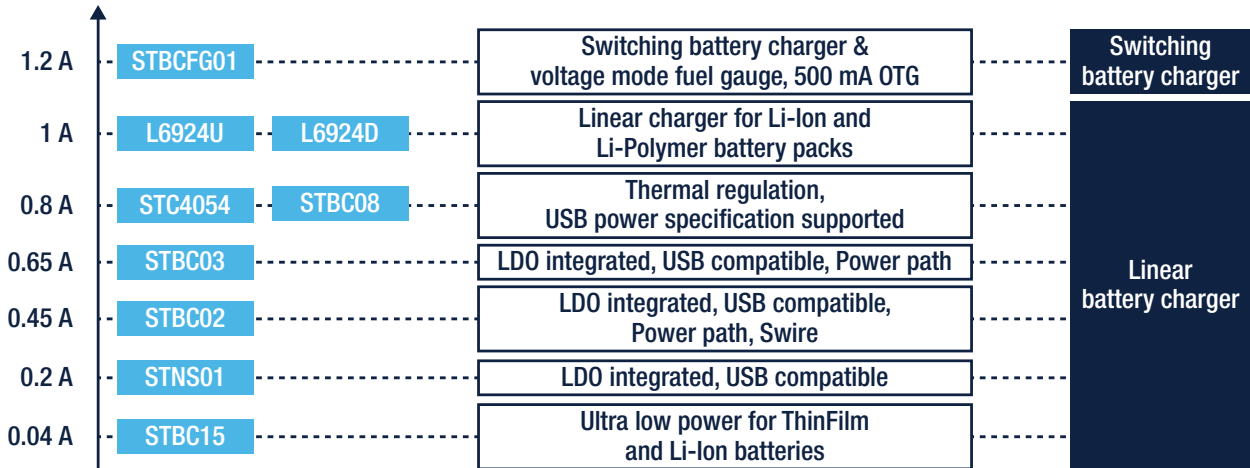 1.2 A
STBCFG01
Switching battery charger &
voltage mode fuel gauge, 500 mA OTG
Switching
battery charger
1 A
L6924U
L6924D
Linear charger for Li-Ion and
Li-Polymer battery packs
0.8 A
STC4054
STBC08
Thermal regulation,
USB power specification supported
0.65 A
STBC03
LDO integrated, USB compatible, Power path
Linear
battery charger
0.45 A
STBC02
LDO integrated, USB compatible,
Power path, Swire
0.2 A
STNS01
LDO integrated, USB compatible
0.04 A
STBC15
Ultra low power for ThinFilm
and Li-Ion batteries